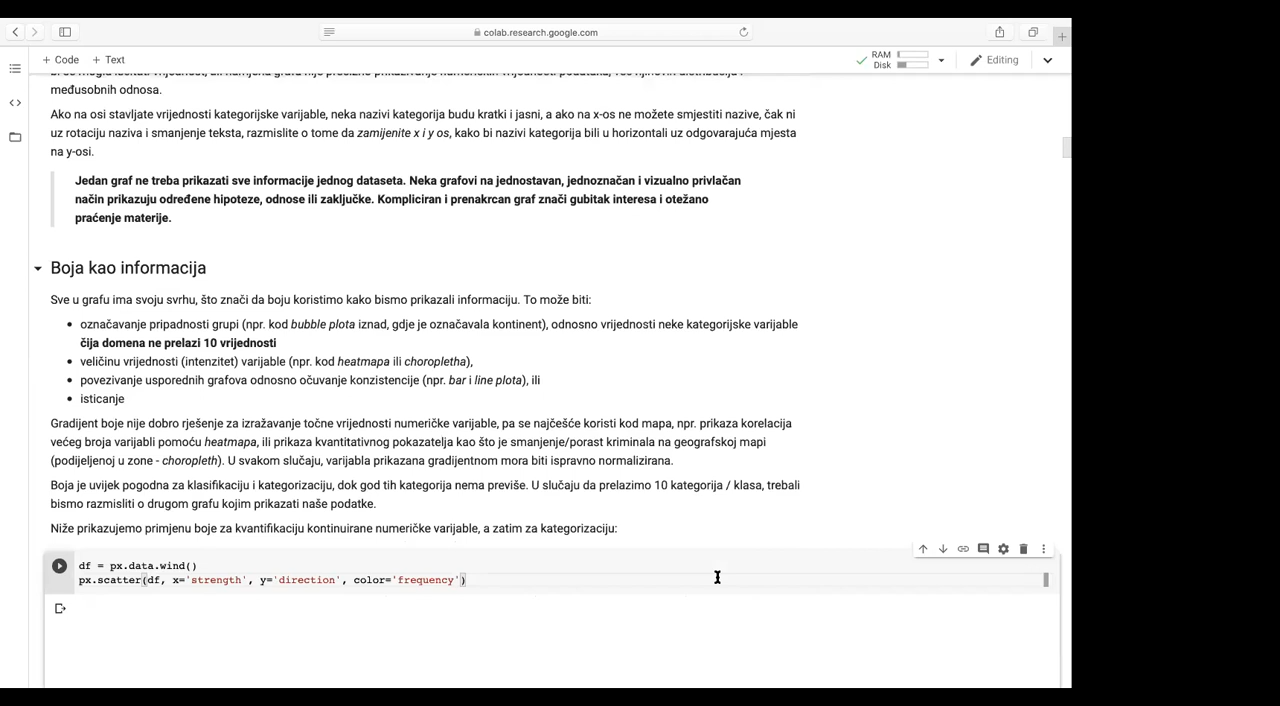 colab.research.google.com
+ Code + Text
RAM
Disk
Editing
međusobnih odnosa.
Ako na osi stavljate vrijednosti kategorijske varijable, neka nazivi kategorija budu kratki i jasni, a ako na x-os ne možete smjestiti nazive, čak ni
uz rotaciju naziva i smanjenje teksta, razmislite o tome da zamijenite x i y os, kako bi nazivi kategorija bili u horizontali uz odgovarajuća mjesta
na y-osi.
Jedan graf ne treba prikazati sve informacije jednog dataseta. Neka grafovi na jednostavan, jednoznačan i vizualno privlačan
način prikazuju određene hipoteze, odnose ili zaključke. Kompliciran i prenakrcan graf znači gubitak interesa i otežano
praćenje materije.
Boja kao informacija
Sve u grafu ima svoju svrhu, što znači da boju koristimo kako bismo prikazali informaciju. To može biti:
• označavanje pripadnosti grupi (npr. kod bubble plota iznad, gdje je označavala kontinent), odnosno vrijednosti neke kategorijske varijable
čija domena ne prelazi 10 vrijednosti
• veličinu vrijednosti (intenzitet) varijable (npr. kod heatmapa ili choropletha),
• povezivanje usporednih grafova odnosno očuvanje konzistencije (npr. bar i line plota), ili
• isticanje
Gradijent boje nije dobro rješenje za izražavanje točne vrijednosti numeričke varijable, pa se najčešće koristi kod mapa, npr. prikaza korelacija
većeg broja varijabli pomoću heatmapa, ili prikaza kvantitativnog pokazatelja kao što je smanjenje/porast kriminala na geografskoj mapi
(podijeljenoj u zone - choropleth). U svakom slučaju, varijabla prikazana gradijentnom mora biti ispravno normalizirana.
Boja je uvijek pogodna za klasifikaciju i kategorizaciju, dok god tih kategorija nema previše. U slučaju da prelazimo 10 kategorija / klasa, trebali
bismo razmisliti o drugom grafu kojim prikazati naše podatke.
Niže prikazujemo primjenu boje za kvantifikaciju kontinuirane numeričke varijable, a zatim za kategorizaciju:
df = px.data.wind()
px.scatter(df, x='strength', y='direction', color='frequency')